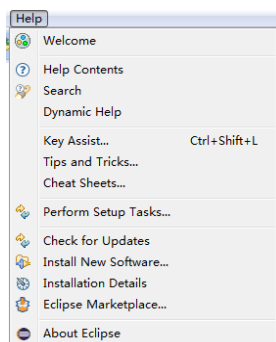 Help
Welcome
Help Contents
Search
Dynamic Help
Key Assist... Ctrl+Shift+L
Tips and Tricks...
Cheat Sheets...
Perform Setup Tasks...
Check for Updates
Install New Software...
Installation Details
Eclipse Marketplace...
About Eclipse